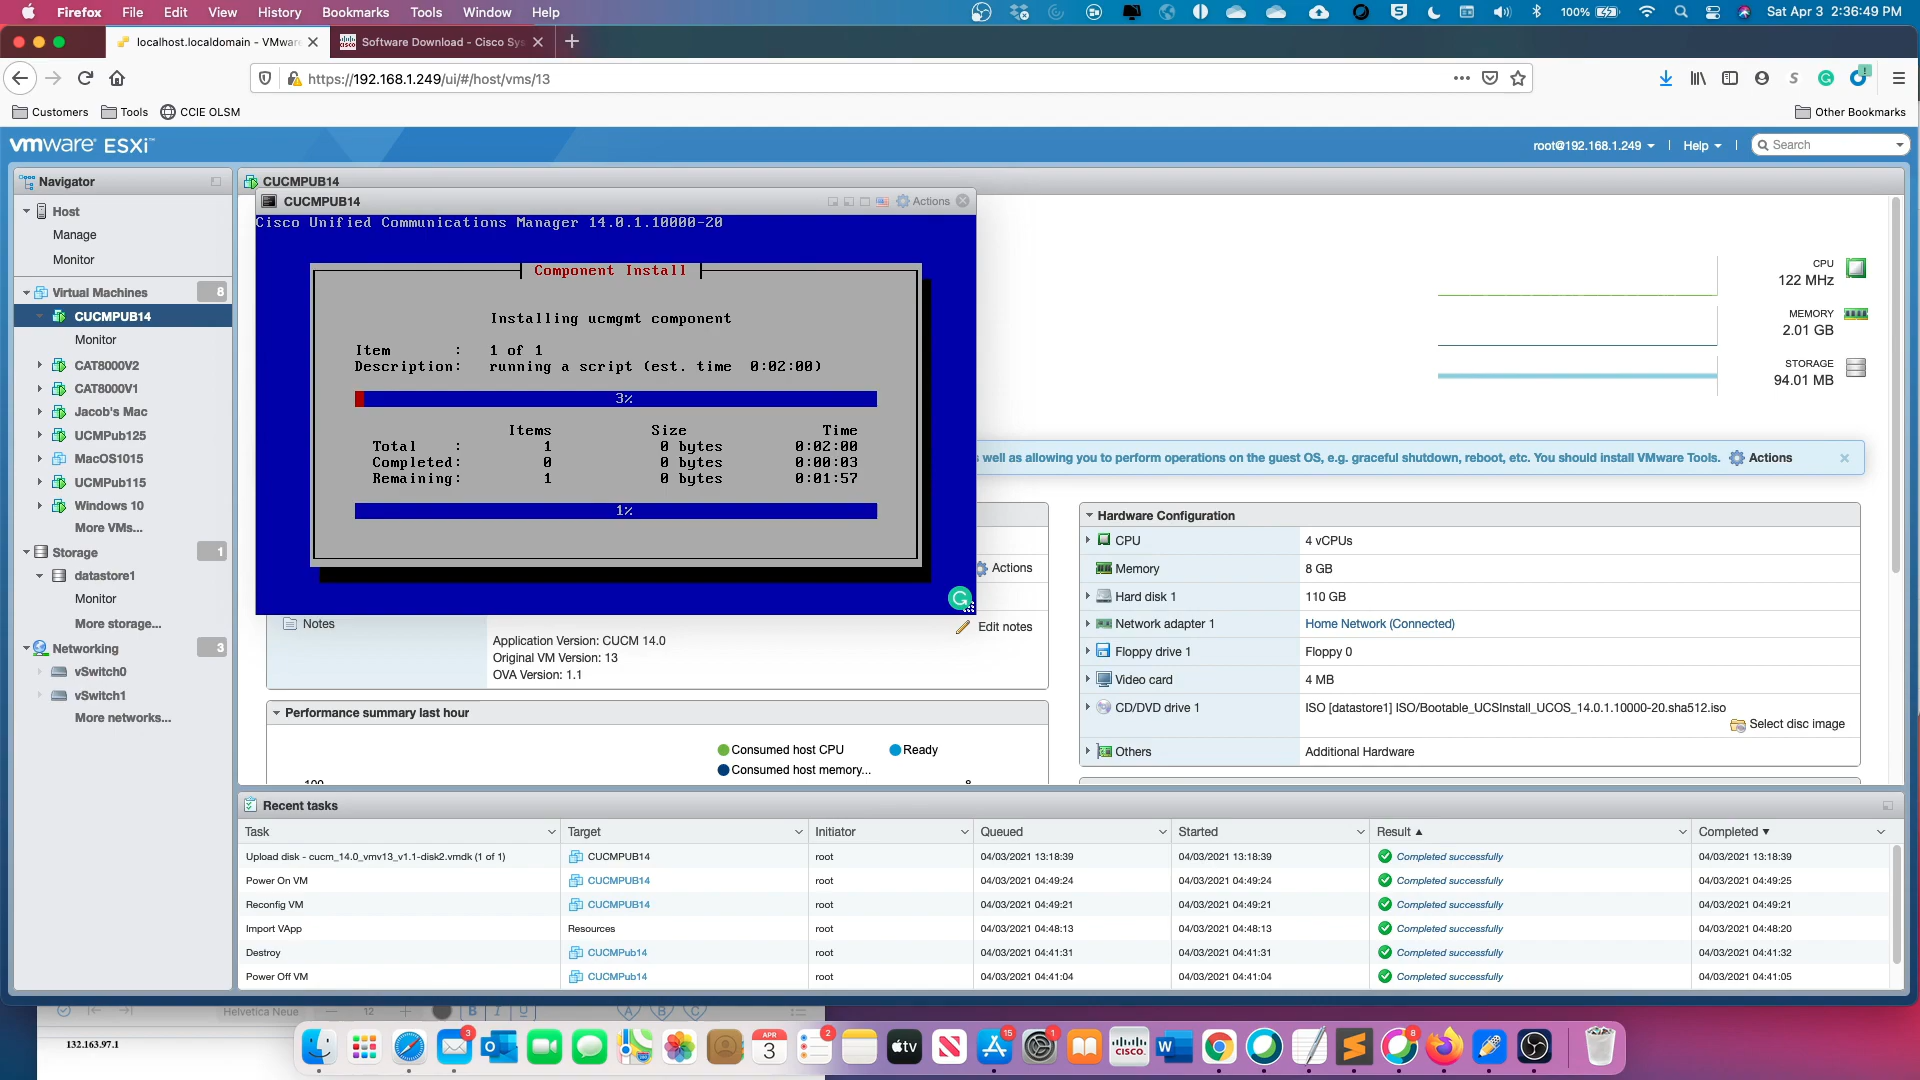 Firefox File Edit View History Bookmarks Tools Window Help 100% Sat Apr 3 2:36:49 PM
localhost.localdomain - VMware Software Download - Cisco Sys
https://192.168.1.249/ui/#/host/vms/13
Customers Tools CCIE OLSM Other Bookmarks
vmware ESXi™ root@192.168.1.249 Help Search
Navigator
Host
Manage
Monitor
Virtual Machines 8
CUCMPUB14
Monitor
CAT8000V2
CAT8000V1
Jacob's Mac
UCMPub125
MacOS1015
UCMPub115
Windows 10
More VMs...
Storage 1
datastore1
Monitor
More storage...
Networking 3
vSwitch0
vSwitch1
More networks...
CUCMPUB14
CUCMPUB14 Actions
Cisco Unified Communications Manager 14.0.1.10000-20
Component Install
Installing ucmgmt component
Item : 1 of 1
Description: running a script (est. time 0:02:00)
3%
Items Size Time
Total : 1 0 bytes 0:02:00
Completed: 0 0 bytes 0:00:03
Remaining: 1 0 bytes 0:01:57
1%
CPU
122 MHz
MEMORY
2.01 GB
STORAGE
94.01 MB
well as allowing you to perform operations on the guest OS, e.g. graceful shutdown, reboot, etc. You should install VMware Tools. Actions
Actions
Notes
Application Version: CUCM 14.0
Original VM Version: 13
OVA Version: 1.1
Edit notes
Hardware Configuration
CPU 4 vCPUs
Memory 8 GB
Hard disk 1 110 GB
Network adapter 1 Home Network (Connected)
Floppy drive 1 Floppy 0
Video card 4 MB
CD/DVD drive 1 ISO [datastore1] ISO/Bootable_UCSInstall_UCOS_14.0.1.10000-20.sha512.iso
Select disc image
Others Additional Hardware
Performance summary last hour
Consumed host CPU Ready
Consumed host memory...
100 8
Recent tasks
Task Target Initiator Queued Started Result Completed
Upload disk - cucm_14.0_vmv13_v1.1-disk2.vmdk (1 of 1) CUCMPUB14 root 04/03/2021 13:18:39 04/03/2021 13:18:39 Completed successfully 04/03/2021 13:18:39
Power On VM CUCMPUB14 root 04/03/2021 04:49:24 04/03/2021 04:49:24 Completed successfully 04/03/2021 04:49:25
Reconfig VM CUCMPUB14 root 04/03/2021 04:49:21 04/03/2021 04:49:21 Completed successfully 04/03/2021 04:49:21
Import VApp Resources root 04/03/2021 04:48:13 04/03/2021 04:48:13 Completed successfully 04/03/2021 04:48:20
Destroy CUCMPub14 root 04/03/2021 04:41:31 04/03/2021 04:41:31 Completed successfully 04/03/2021 04:41:32
Power Off VM CUCMPub14 root 04/03/2021 04:41:04 04/03/2021 04:41:04 Completed successfully 04/03/2021 04:41:05
Helvetica Neue 12 B I U A B C
132.163.97.1
3 APR 3 2 tv 15 1 CISCO W 8